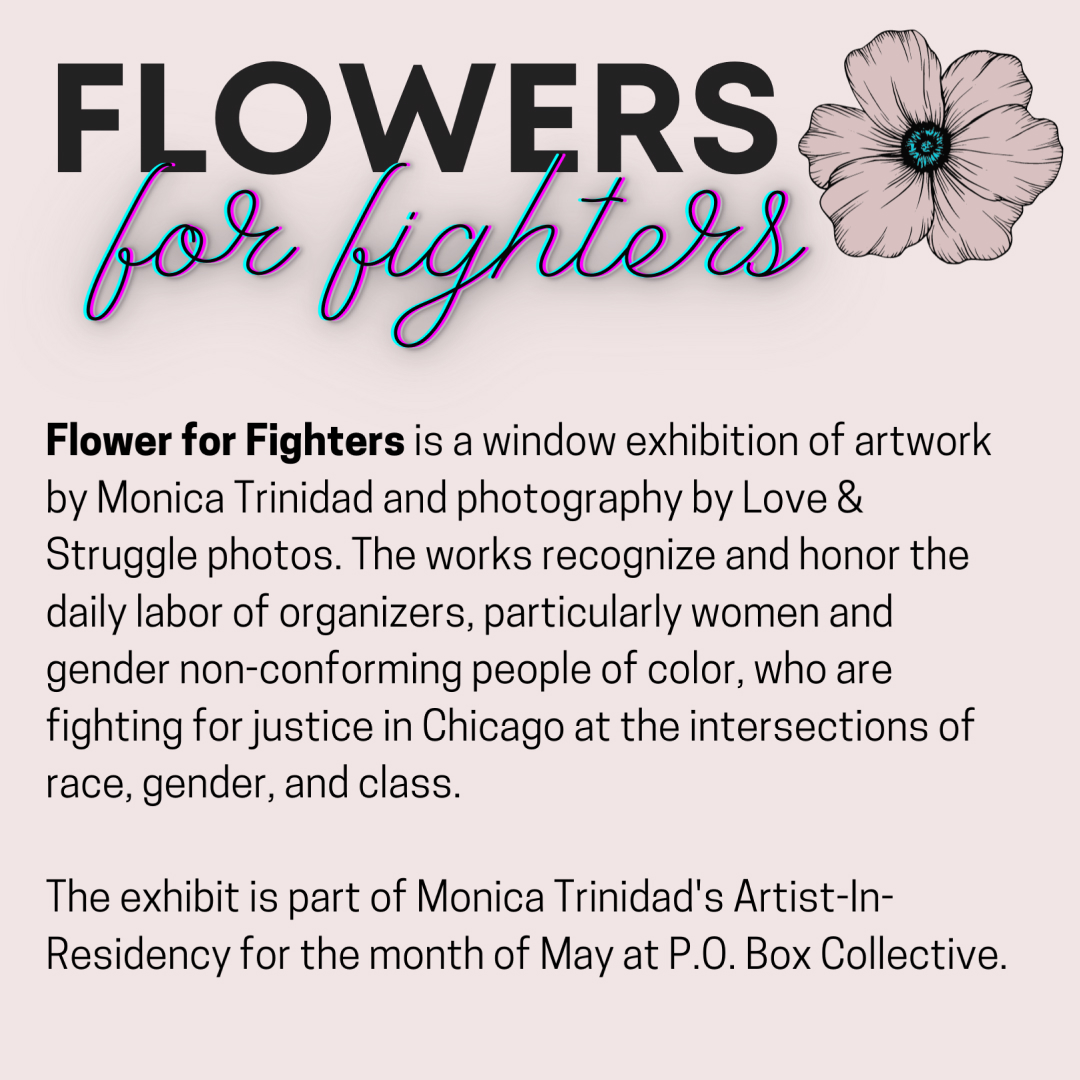 FLOWERS
for fighters
Flower for Fighters is a window exhibition of artwork
by Monica Trinidad and photography by Love &
Struggle photos. The works recognize and honor the
daily labor of organizers, particularly women and
gender non-conforming people of color, who are
fighting for justice in Chicago at the intersections of
race, gender, and class.
The exhibit is part of Monica Trinidad's Artist-In-
Residency for the month of May at P.O. Box Collective.